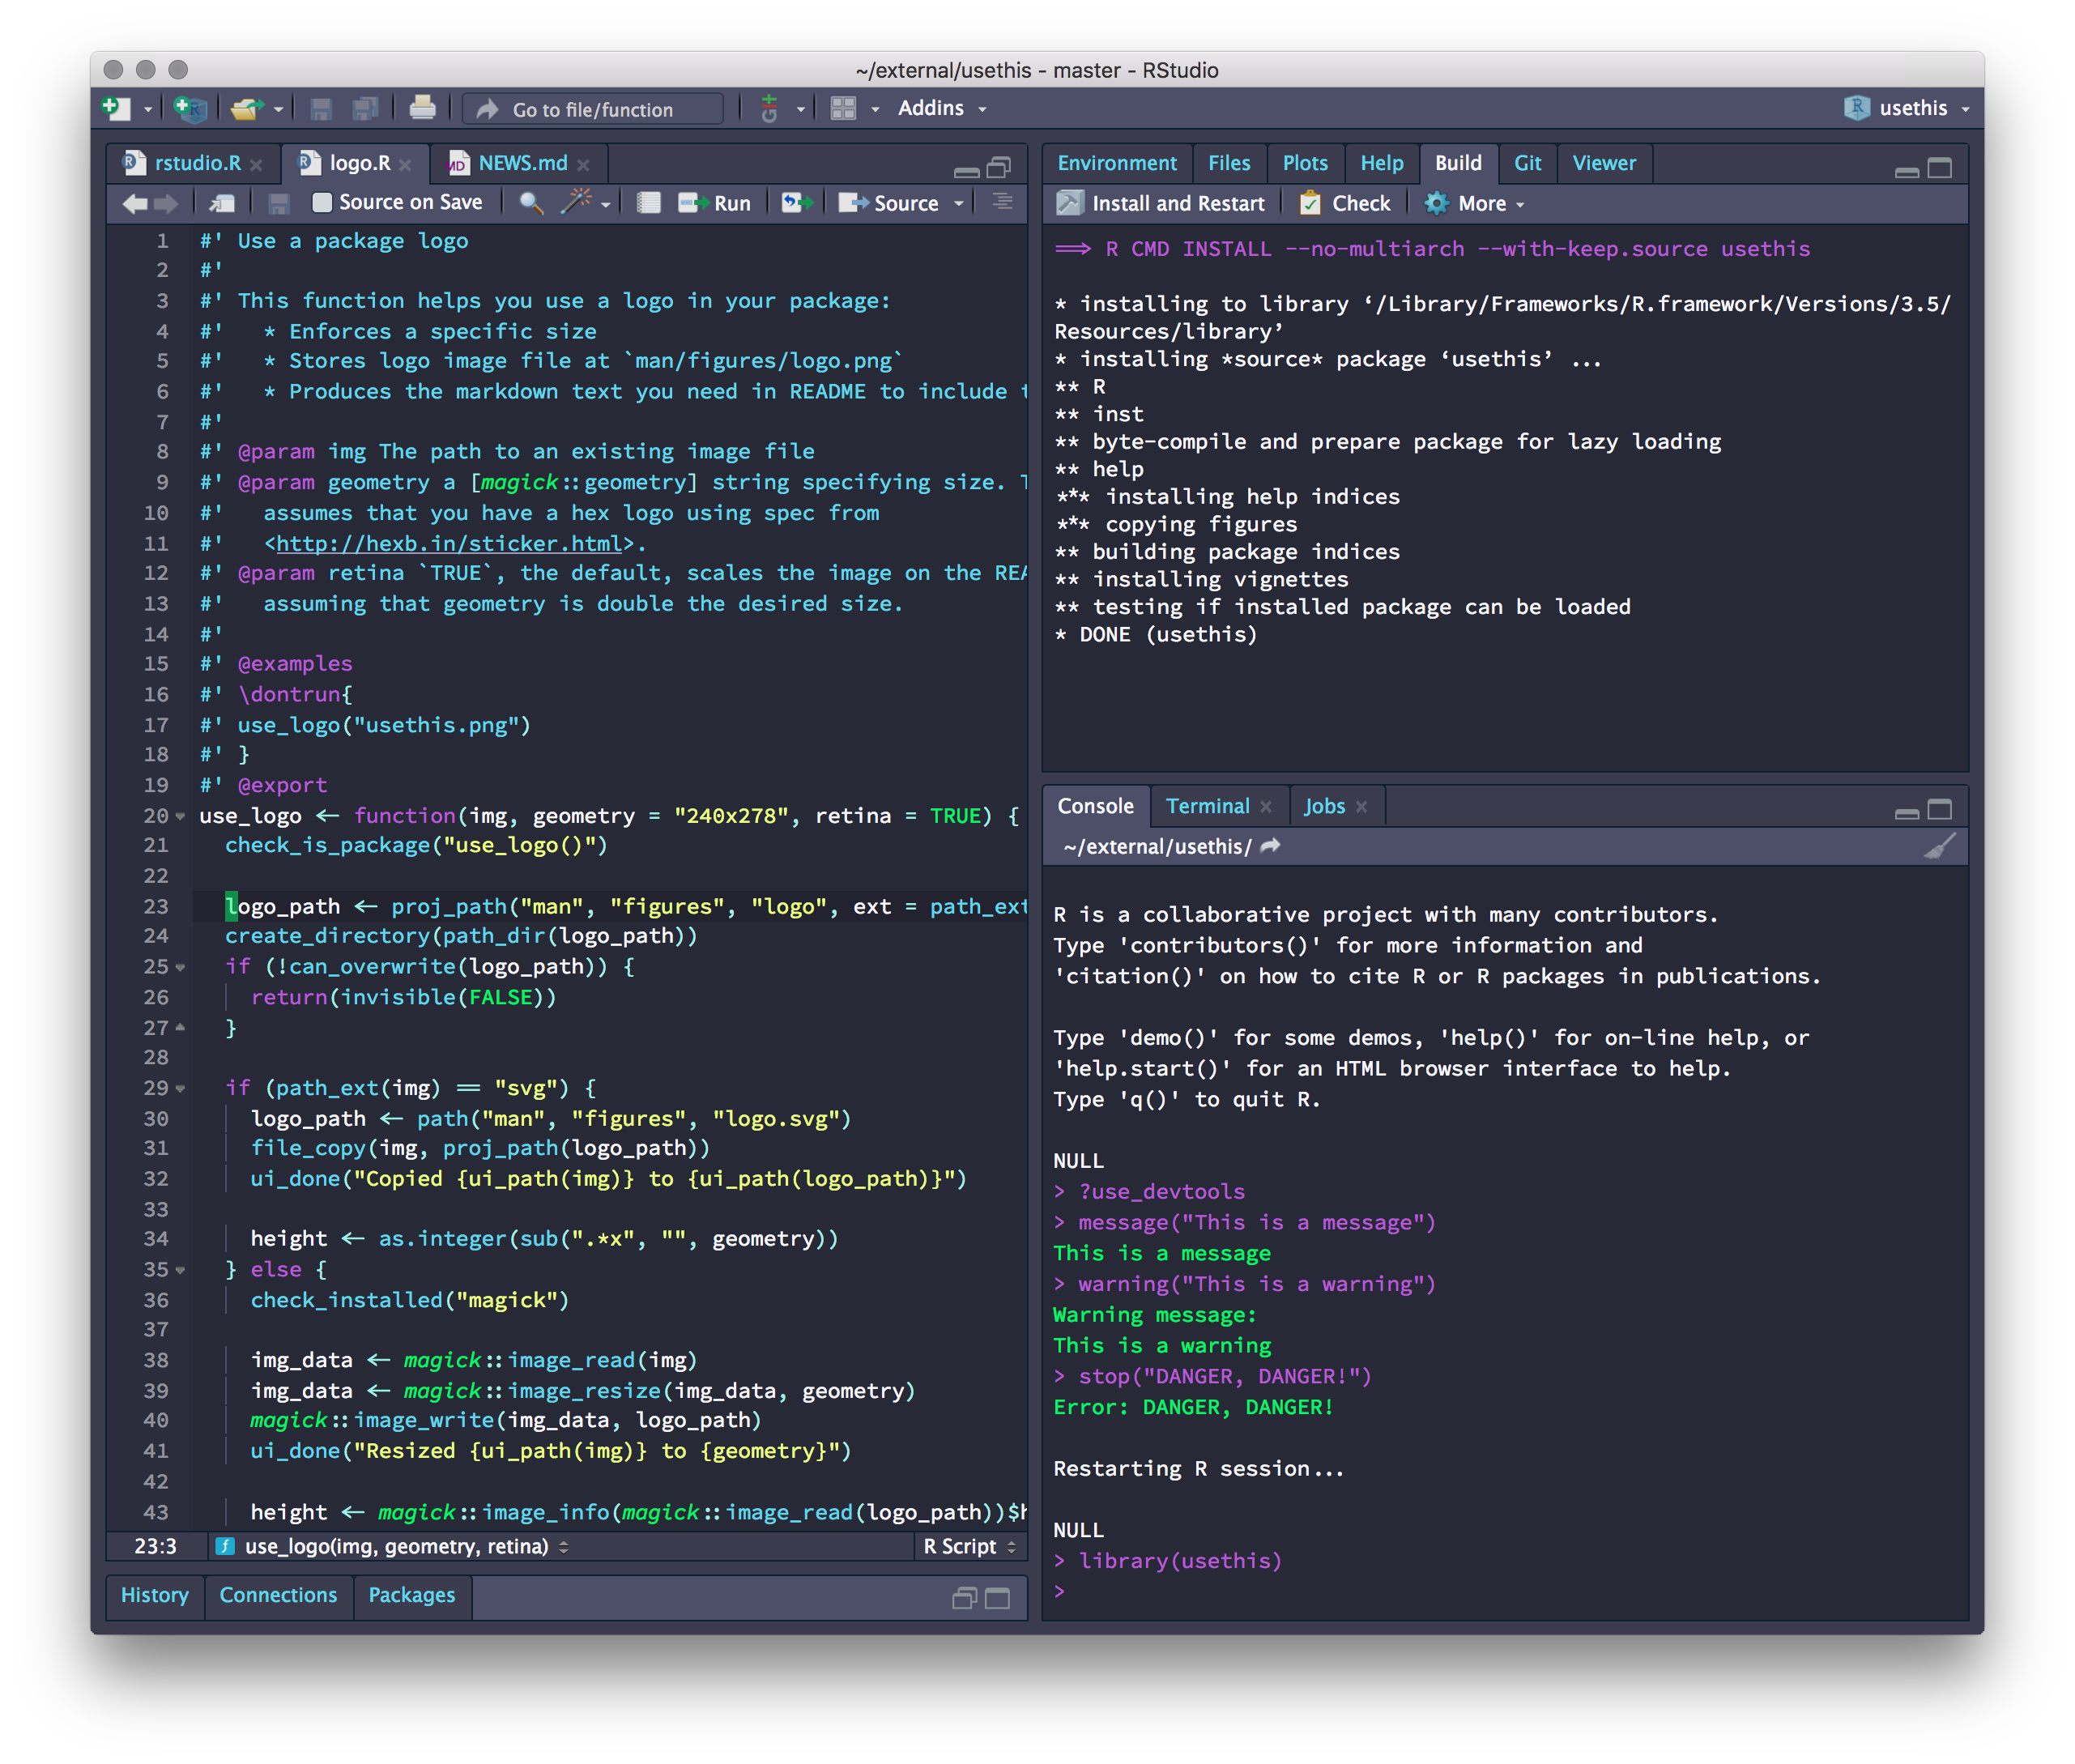 ~/external/usethis - master - RStudio
Go to file/function
Addins
usethis
rstudio.R
logo.R
NEWS.md
Source on Save
Run
Source
1 #' Use a package logo
2 #'
3 #' This function helps you use a logo in your package:
4 #'   * Enforces a specific size
5 #'   * Stores logo image file at `man/figures/logo.png`
6 #'   * Produces the markdown text you need in README to include
7 #'
8 #' @param img The path to an existing image file
9 #' @param geometry a [magick::geometry] string specifying size.
10 #'   assumes that you have a hex logo using spec from
11 #'   <http://hexb.in/sticker.html>.
12 #' @param retina `TRUE`, the default, scales the image on the REA
13 #'   assuming that geometry is double the desired size.
14 #'
15 #' @examples
16 #' \dontrun{
17 #' use_logo("usethis.png")
18 #' }
19 #' @export
20 use_logo <- function(img, geometry = "240x278", retina = TRUE) {
21   check_is_package("use_logo()")
22
23   logo_path <- proj_path("man", "figures", "logo", ext = path_ext
24   create_directory(path_dir(logo_path))
25   if (!can_overwrite(logo_path)) {
26     return(invisible(FALSE))
27   }
28
29   if (path_ext(img) == "svg") {
30     logo_path <- path("man", "figures", "logo.svg")
31     file_copy(img, proj_path(logo_path))
32     ui_done("Copied {ui_path(img)} to {ui_path(logo_path)}")
33
34     height <- as.integer(sub(".*x", "", geometry))
35   } else {
36     check_installed("magick")
37
38     img_data <- magick::image_read(img)
39     img_data <- magick::image_resize(img_data, geometry)
40     magick::image_write(img_data, logo_path)
41     ui_done("Resized {ui_path(img)} to {geometry}")
42
43     height <- magick::image_info(magick::image_read(logo_path))$h
23:3
use_logo(img, geometry, retina)
R Script
History
Connections
Packages
Environment
Files
Plots
Help
Build
Git
Viewer
Install and Restart
Check
More
==> R CMD INSTALL --no-multiarch --with-keep.source usethis
* installing to library ‘/Library/Frameworks/R.framework/Versions/3.5/
Resources/library’
* installing *source* package ‘usethis’ ...
** R
** inst
** byte-compile and prepare package for lazy loading
** help
*** installing help indices
*** copying figures
** building package indices
** installing vignettes
** testing if installed package can be loaded
* DONE (usethis)
Console
Terminal
Jobs
~/external/usethis/
R is a collaborative project with many contributors.
Type 'contributors()' for more information and
'citation()' on how to cite R or R packages in publications.
Type 'demo()' for some demos, 'help()' for on-line help, or
'help.start()' for an HTML browser interface to help.
Type 'q()' to quit R.
NULL
> ?use_devtools
> message("This is a message")
This is a message
> warning("This is a warning")
Warning message:
This is a warning
> stop("DANGER, DANGER!")
Error: DANGER, DANGER!
Restarting R session...
NULL
> library(usethis)
>